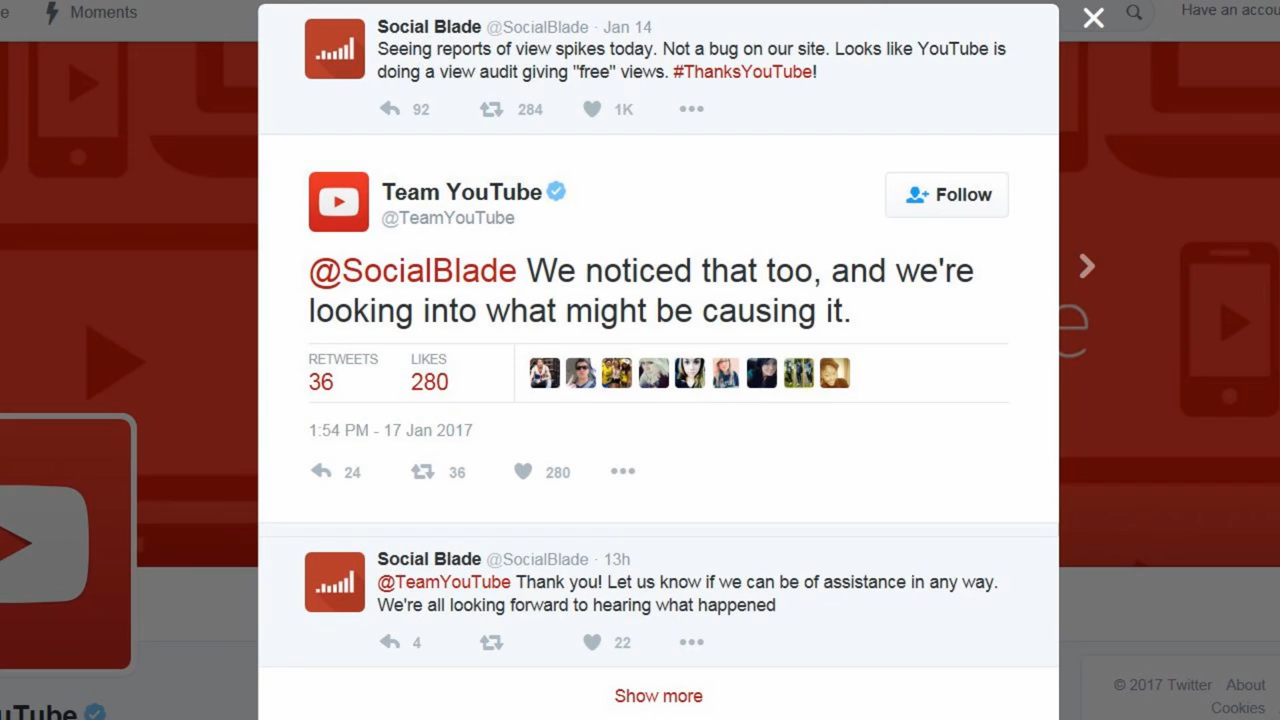 Moments
Have an accou
Social Blade @SocialBlade · Jan 14
Seeing reports of view spikes today. Not a bug on our site. Looks like YouTube is
doing a view audit giving "free" views. #ThanksYouTube!
92 284 1K
Team YouTube
@TeamYouTube
Follow
@SocialBlade We noticed that too, and we're
looking into what might be causing it.
RETWEETS LIKES
36 280
1:54 PM - 17 Jan 2017
24 36 280
Social Blade @SocialBlade · 13h
@TeamYouTube Thank you! Let us know if we can be of assistance in any way.
We're all looking forward to hearing what happened
4 22
Show more
© 2017 Twitter About
Cookies
uTube